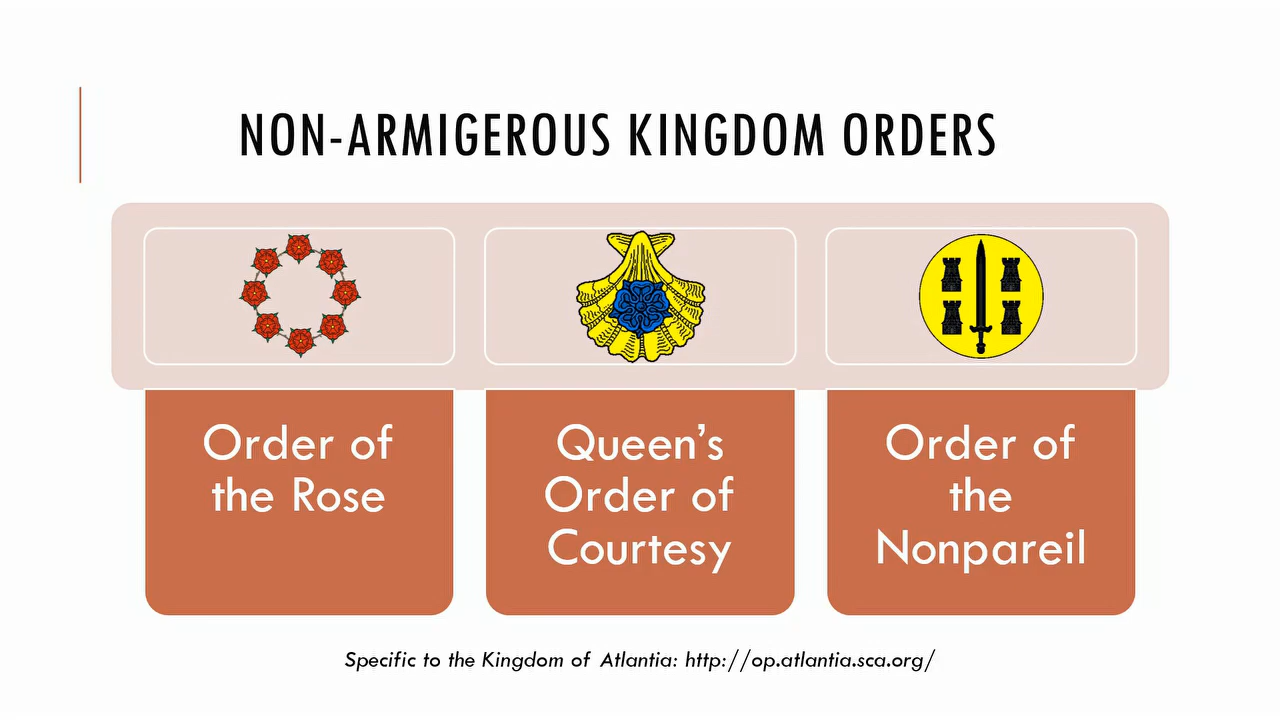 NON-ARMIGEROUS KINGDOM ORDERS
Order of
the Rose
Queen’s
Order of
Courtesy
Order of
the
Nonpareil
Specific to the Kingdom of Atlantia: http://op.atlantia.sca.org/